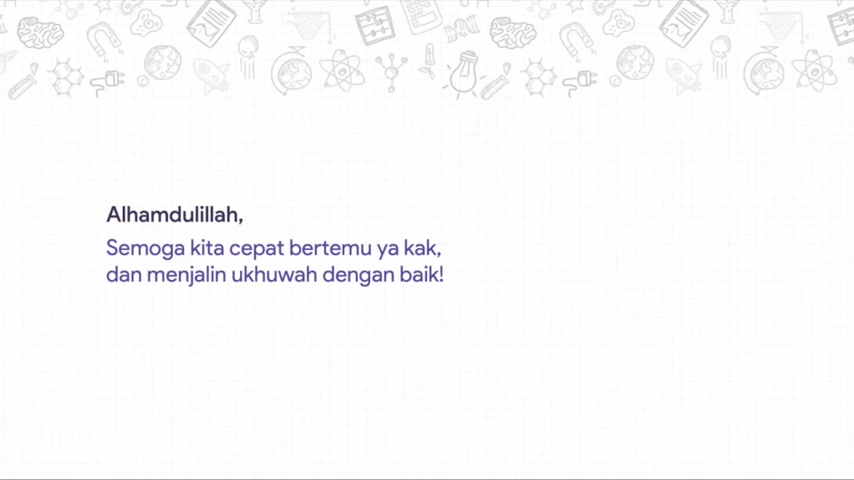 Alhamdulillah,
Semoga kita cepat bertemu ya kak,
dan menjalin ukhuwah dengan baik!